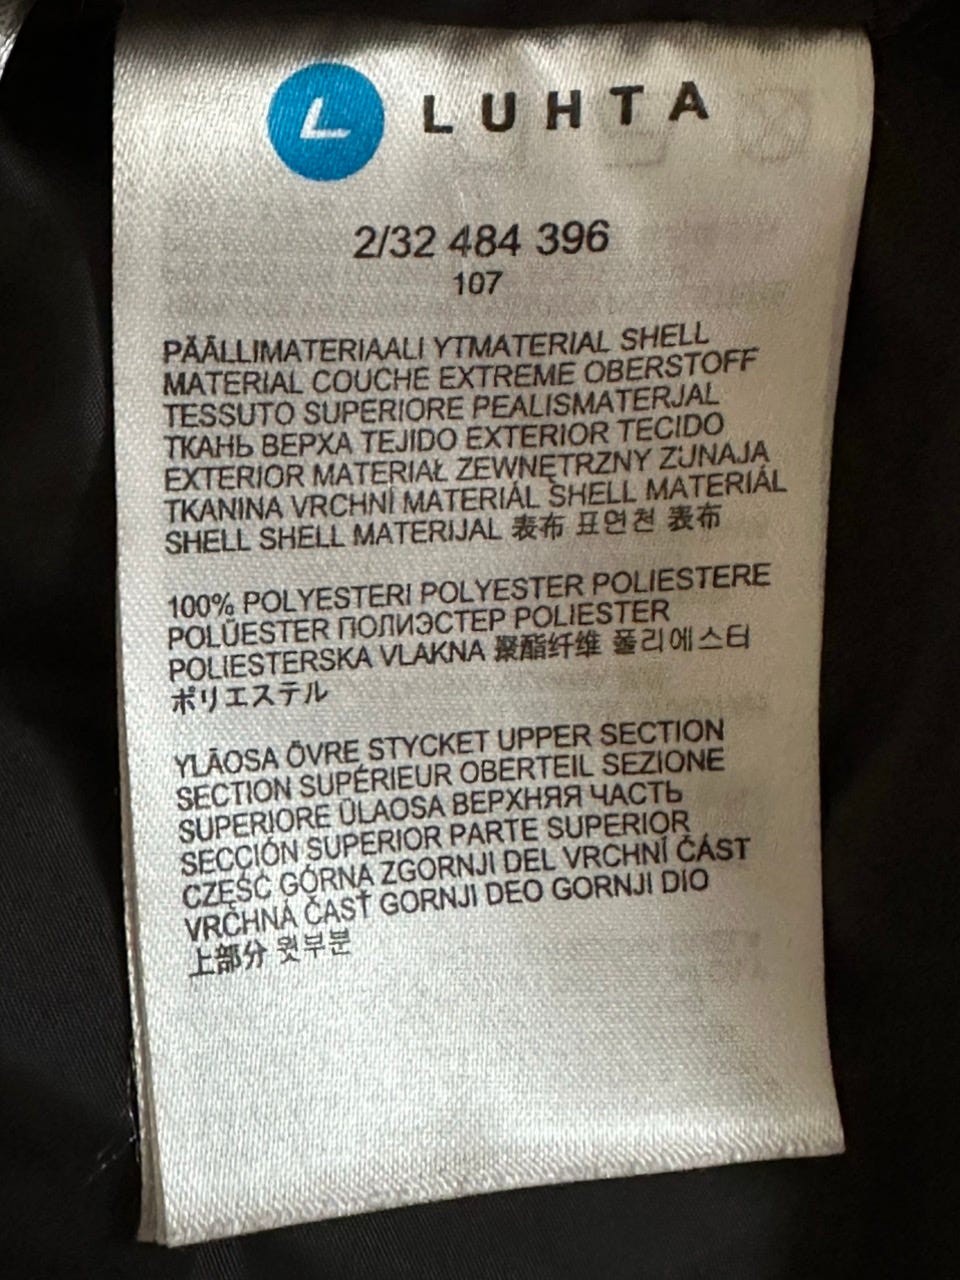 L LUHTA
2/32 484 396
107
PÄÄLLIMATERIAALI YTMATERIAL SHELL
MATERIAL COUCHE EXTREME OBERSTOFF
TESSUTO SUPERIORE PEALISMATERJAL
ТКАНЬ ВЕРХА TEJIDO EXTERIOR TECIDO
EXTERIOR MATERIAŁ ZEWNĘTRZNY ZUNAJA
TKANINA VRCHNÍ MATERIÁL SHELL MATERIÁL
SHELL SHELL MATERIJAL 表布 표면천 表布
100% POLYESTERI POLYESTER POLIESTERE
POLÜESTER ПОЛИЭСТЕР POLIESTER
POLIESTERSKA VLAKNA 聚酯纤维 폴리에스터
ポリエステル
YLÄOSA ÖVRE STYCKET UPPER SECTION
SECTION SUPÉRIEUR OBERTEIL SEZIONE
SUPERIORE ÜLAOSA ВЕРХНЯЯ ЧАСТЬ
SECCIÓN SUPERIOR PARTE SUPERIOR
CZĘŚĆ GÓRNA ZGORNJI DEL VRCHNÍ ČÁST
VRCHNÁ ČASŤ GORNJI DEO GORNJI DIO
上部分 윗부분